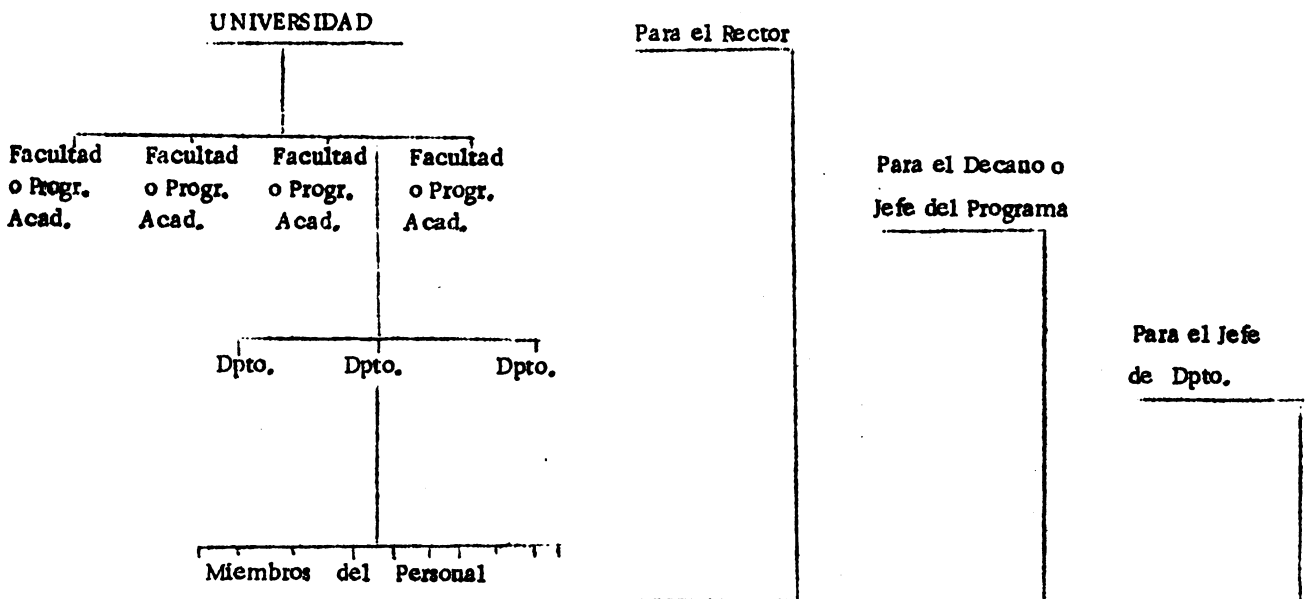 UNIVERSIDAD
Para el Rector
Facultad Facultad Facultad Facultad
o Progr. o Progr. o Progr. o Progr.
Acad. Acad. Acad. Acad.
Para el Decano o
Jefe del Programa
Dpto. Dpto. Dpto.
Para el Jefe
de Dpto.
Miembros del Personal